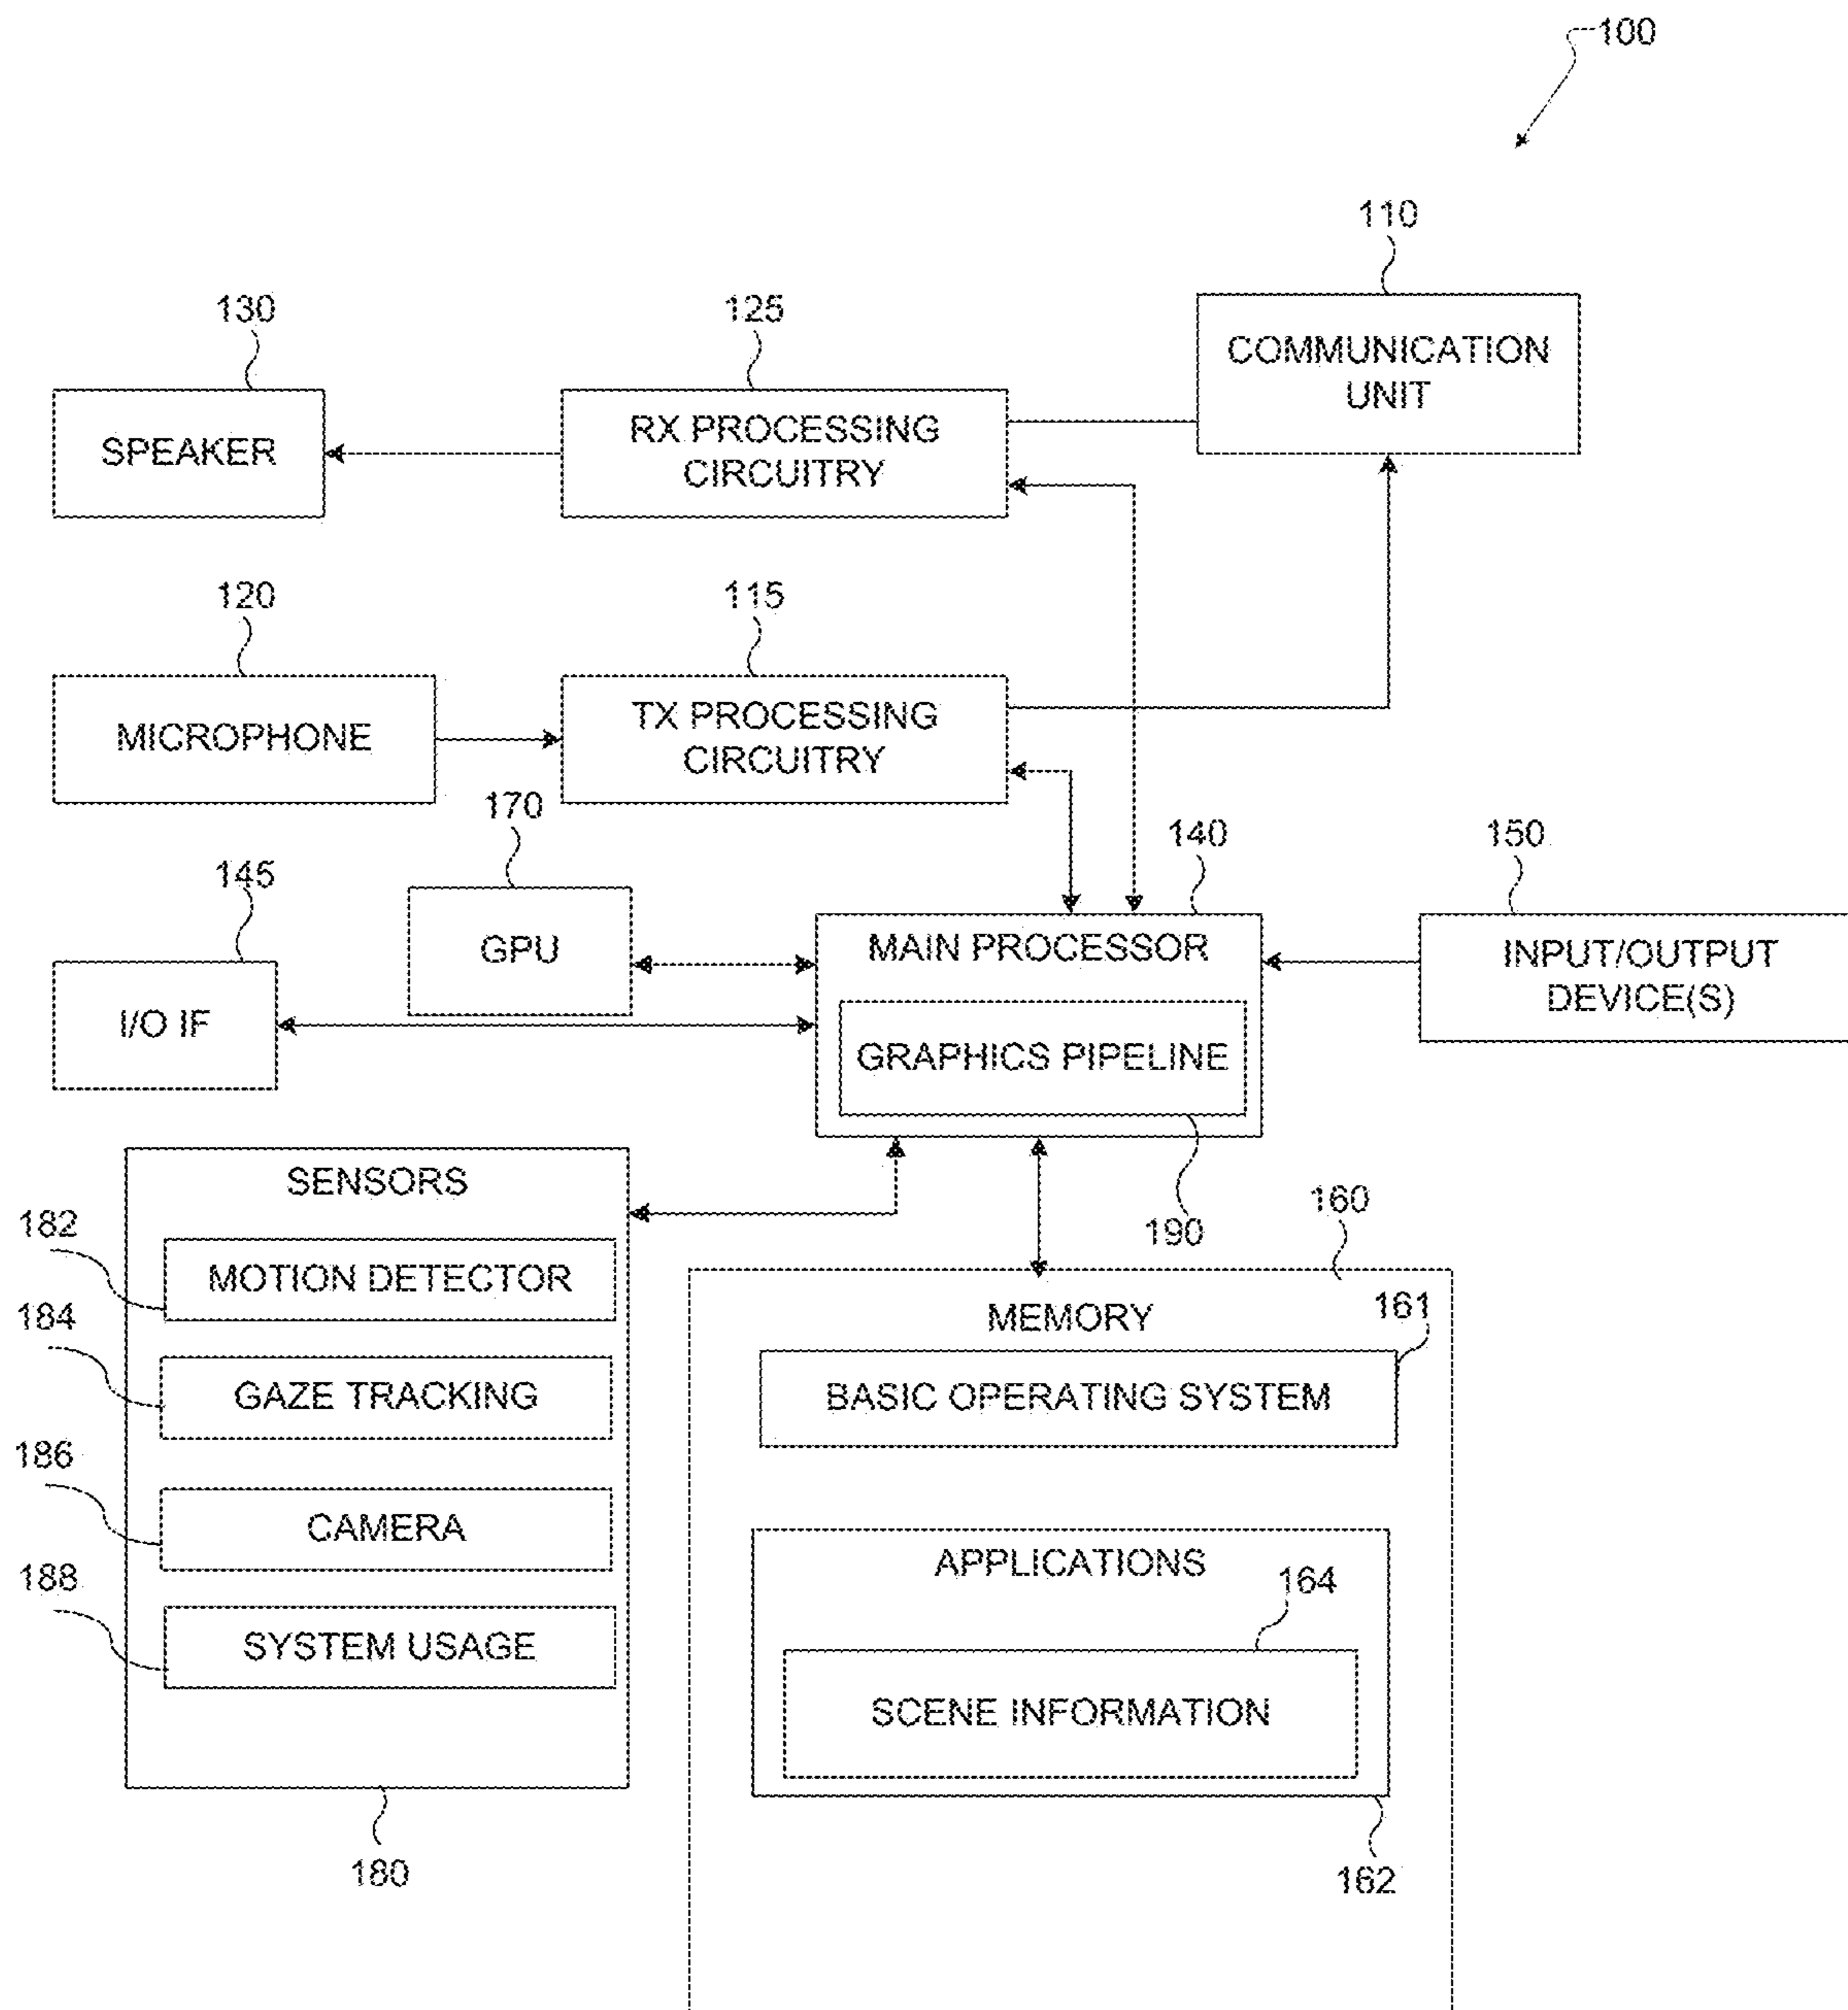 100
110
130
125
COMMUNICATION
UNIT
SPEAKER
RX PROCESSING
CIRCUITRY
120
115
MICROPHONE
TX PROCESSING
CIRCUITRY
170
140
150
145
GPU
MAIN PROCESSOR
INPUT/OUTPUT
DEVICE(S)
I/O IF
GRAPHICS PIPELINE
190
SENSORS
182
MOTION DETECTOR
184
GAZE TRACKING
186
CAMERA
188
SYSTEM USAGE
180
160
MEMORY
161
BASIC OPERATING SYSTEM
APPLICATIONS
164
SCENE INFORMATION
162